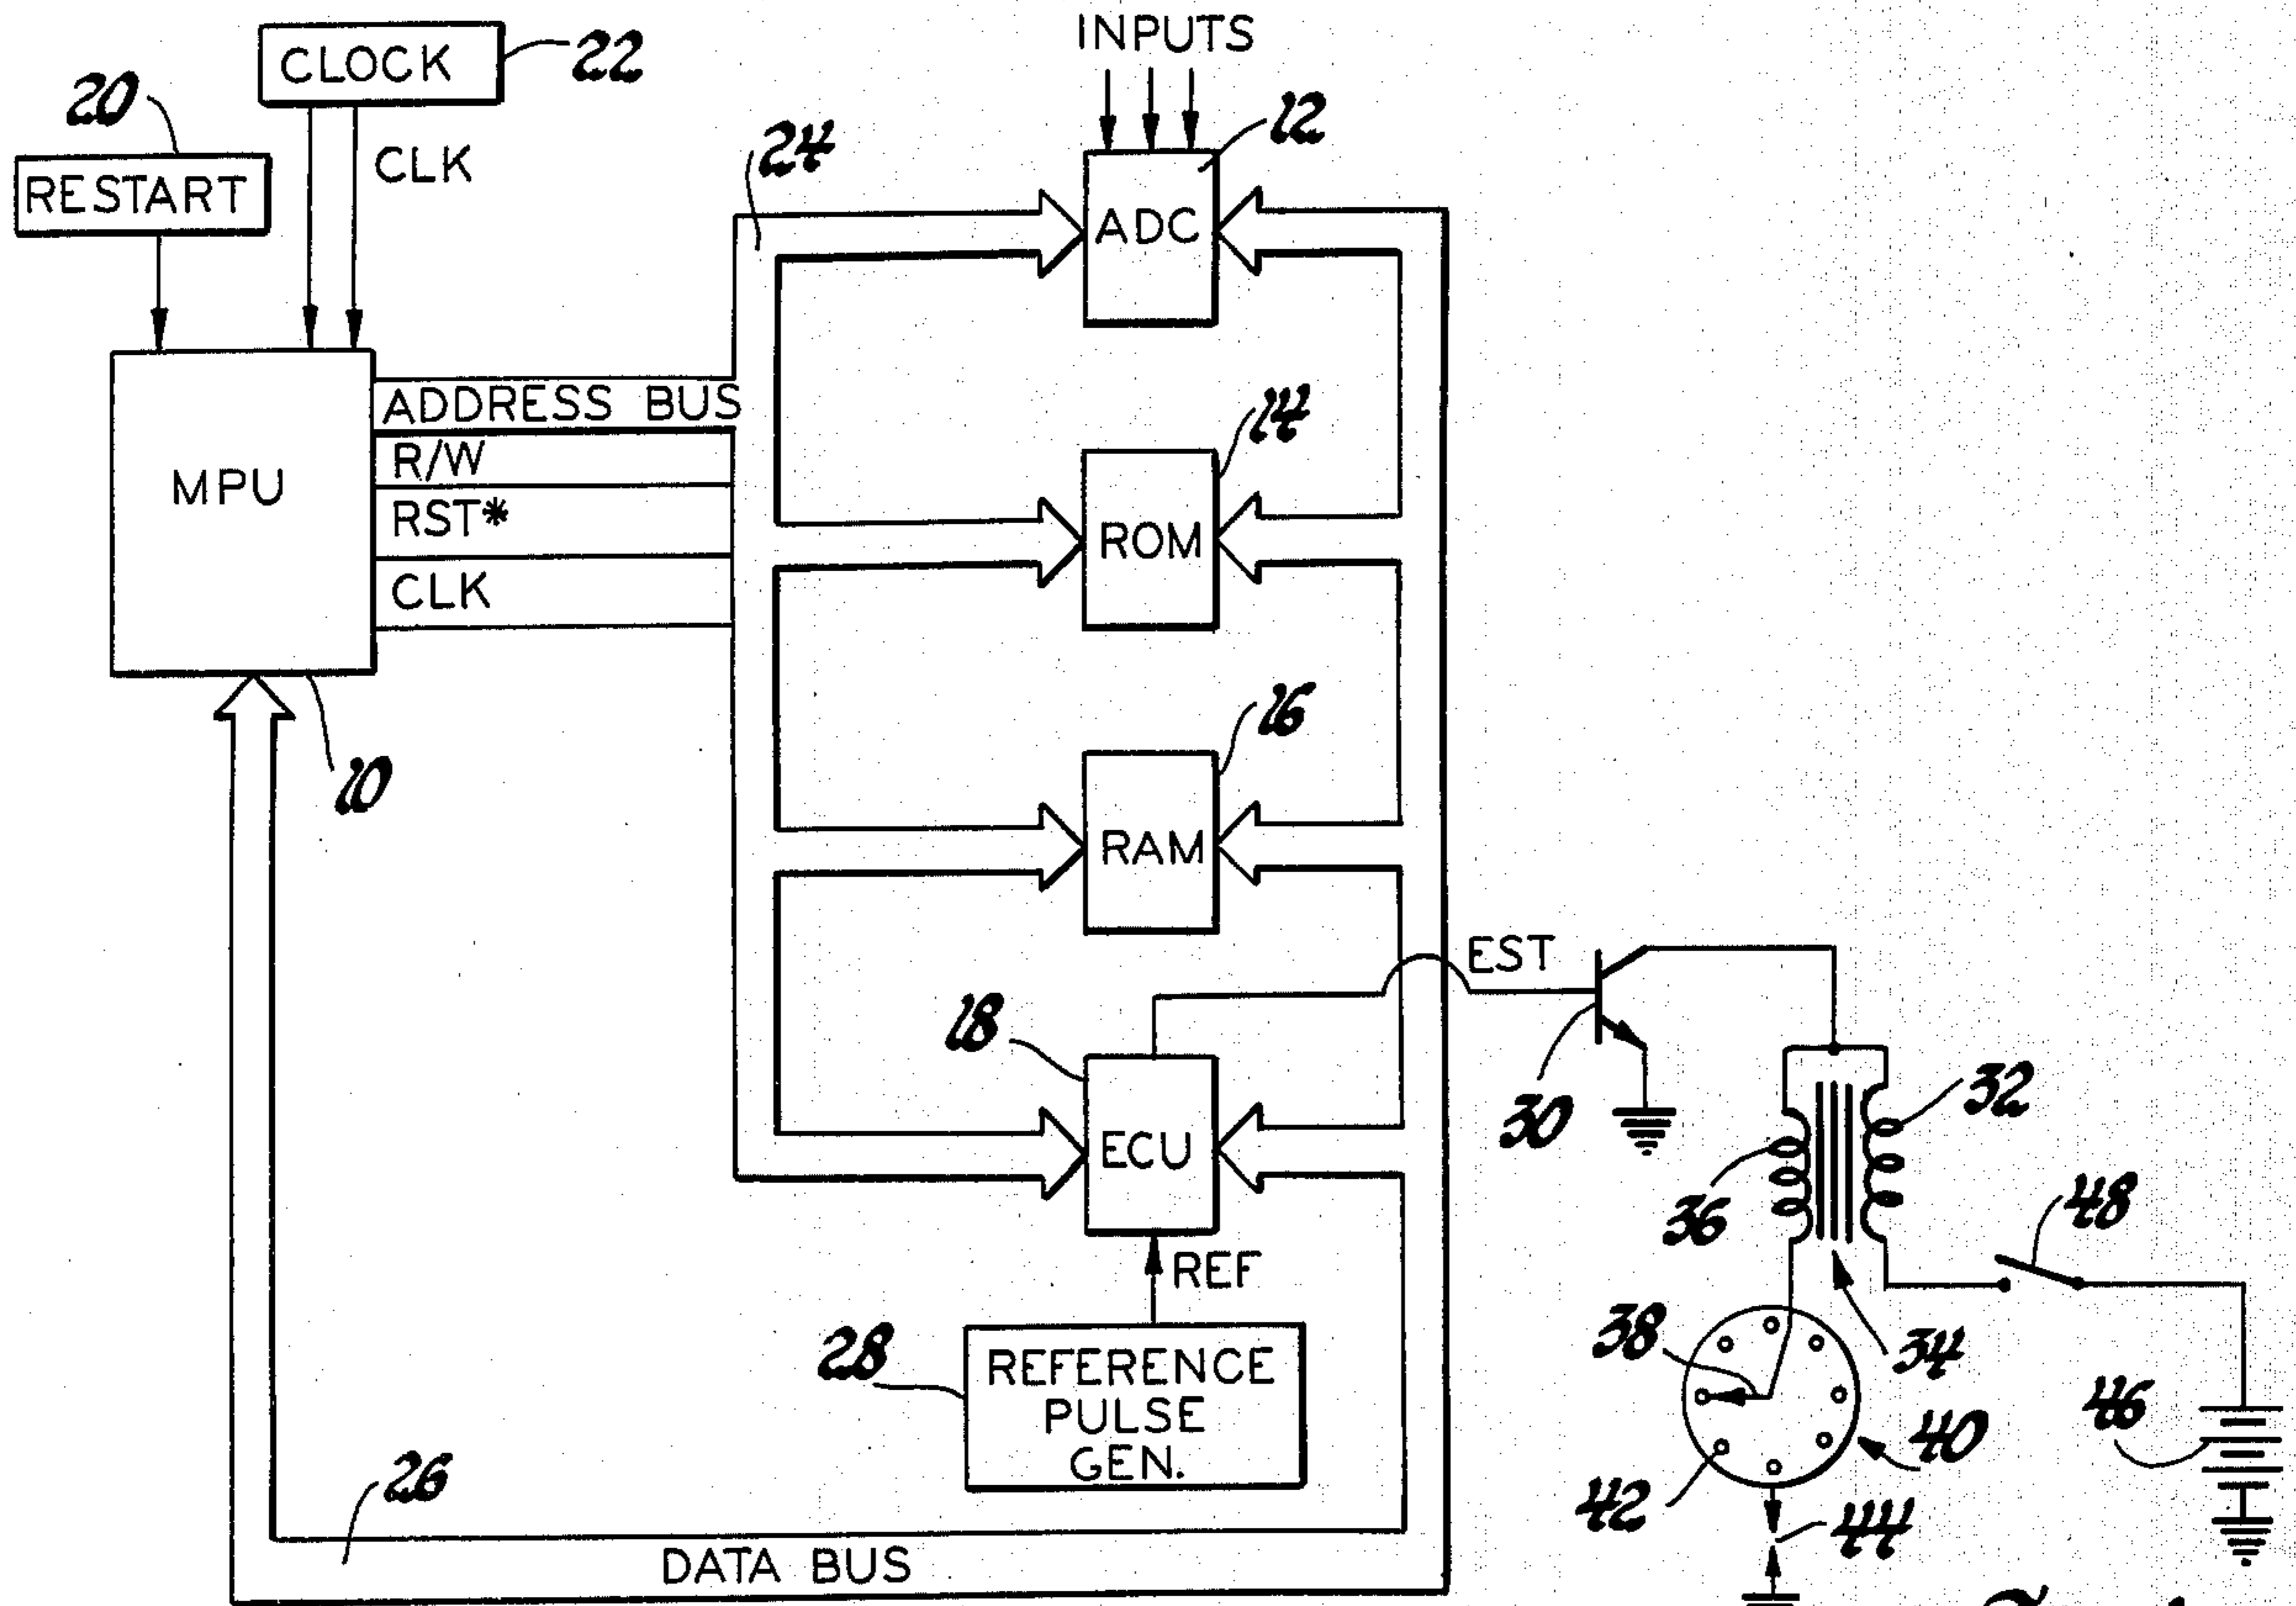 CLOCK
22
INPUTS
20
CLK
24
12
RESTART
ADC
ADDRESS BUS
14
R/W
MPU
RST*
ROM
CLK
16
10
RAM
EST
18
30
32
ECU
36
48
REF
38
34
28
REFERENCE
PULSE
GEN.
46
40
26
42
44
DATA BUS